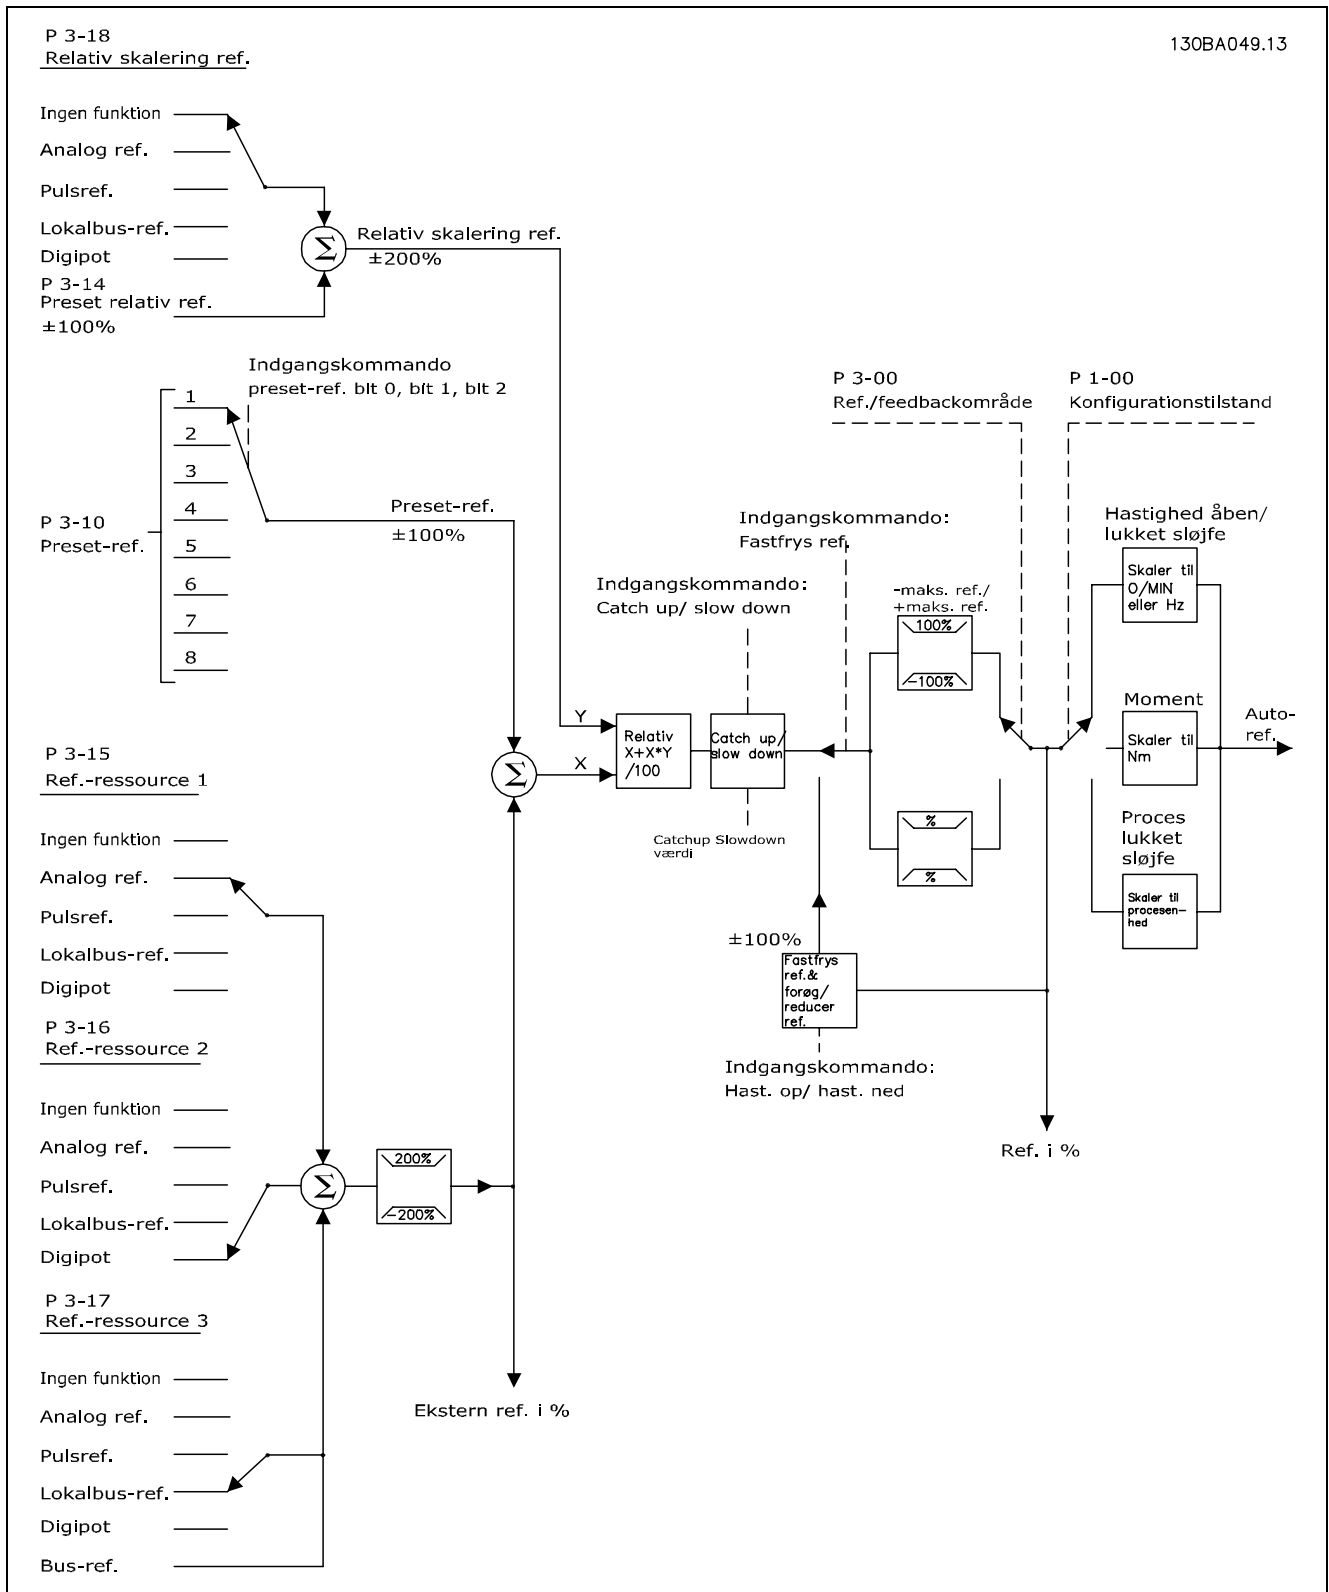 P 3-18
Relativ skalering ref.
130BA049.13
Ingen funktion
Analog ref.
Pulsref.
Lokalbus-ref.
Digipot
P 3-14
Preset relativ ref.
±100%
Σ
Relativ skalering ref.
±200%
Indgangskommando
preset-ref. bit 0, bit 1, bit 2
P 3-10
Preset-ref.
1
2
3
4
5
6
7
8
Preset-ref.
±100%
P 3-00
Ref./feedbackområde
P 1-00
Konfigurationstilstand
Indgangskommando:
Fastfrys ref.
Indgangskommando:
Catch up/ slow down
-maks. ref./
+maks. ref.
100%
-100%
Hastighed åben/
lukket sløjfe
Skaler til
O/MIN
eller Hz
Moment
Skaler til
Nm
Auto-
ref.
Proces
lukket
sløjfe
Skaler til
procesen-
hed
Y
X
Σ
Relativ
X+X*Y
/100
Catch up/
slow down
Catchup Slowdown
værdi
%
%
±100%
Fastfrys
ref.&
forøg/
reducer
ref.
Indgangskommando:
Hast. op/ hast. ned
Ref. i %
P 3-15
Ref.-ressource 1
Ingen funktion
Analog ref.
Pulsref.
Lokalbus-ref.
Digipot
P 3-16
Ref.-ressource 2
Ingen funktion
Analog ref.
Pulsref.
Lokalbus-ref.
Digipot
Σ
200%
-200%
P 3-17
Ref.-ressource 3
Ingen funktion
Analog ref.
Pulsref.
Lokalbus-ref.
Digipot
Bus-ref.
Ekstern ref. i %